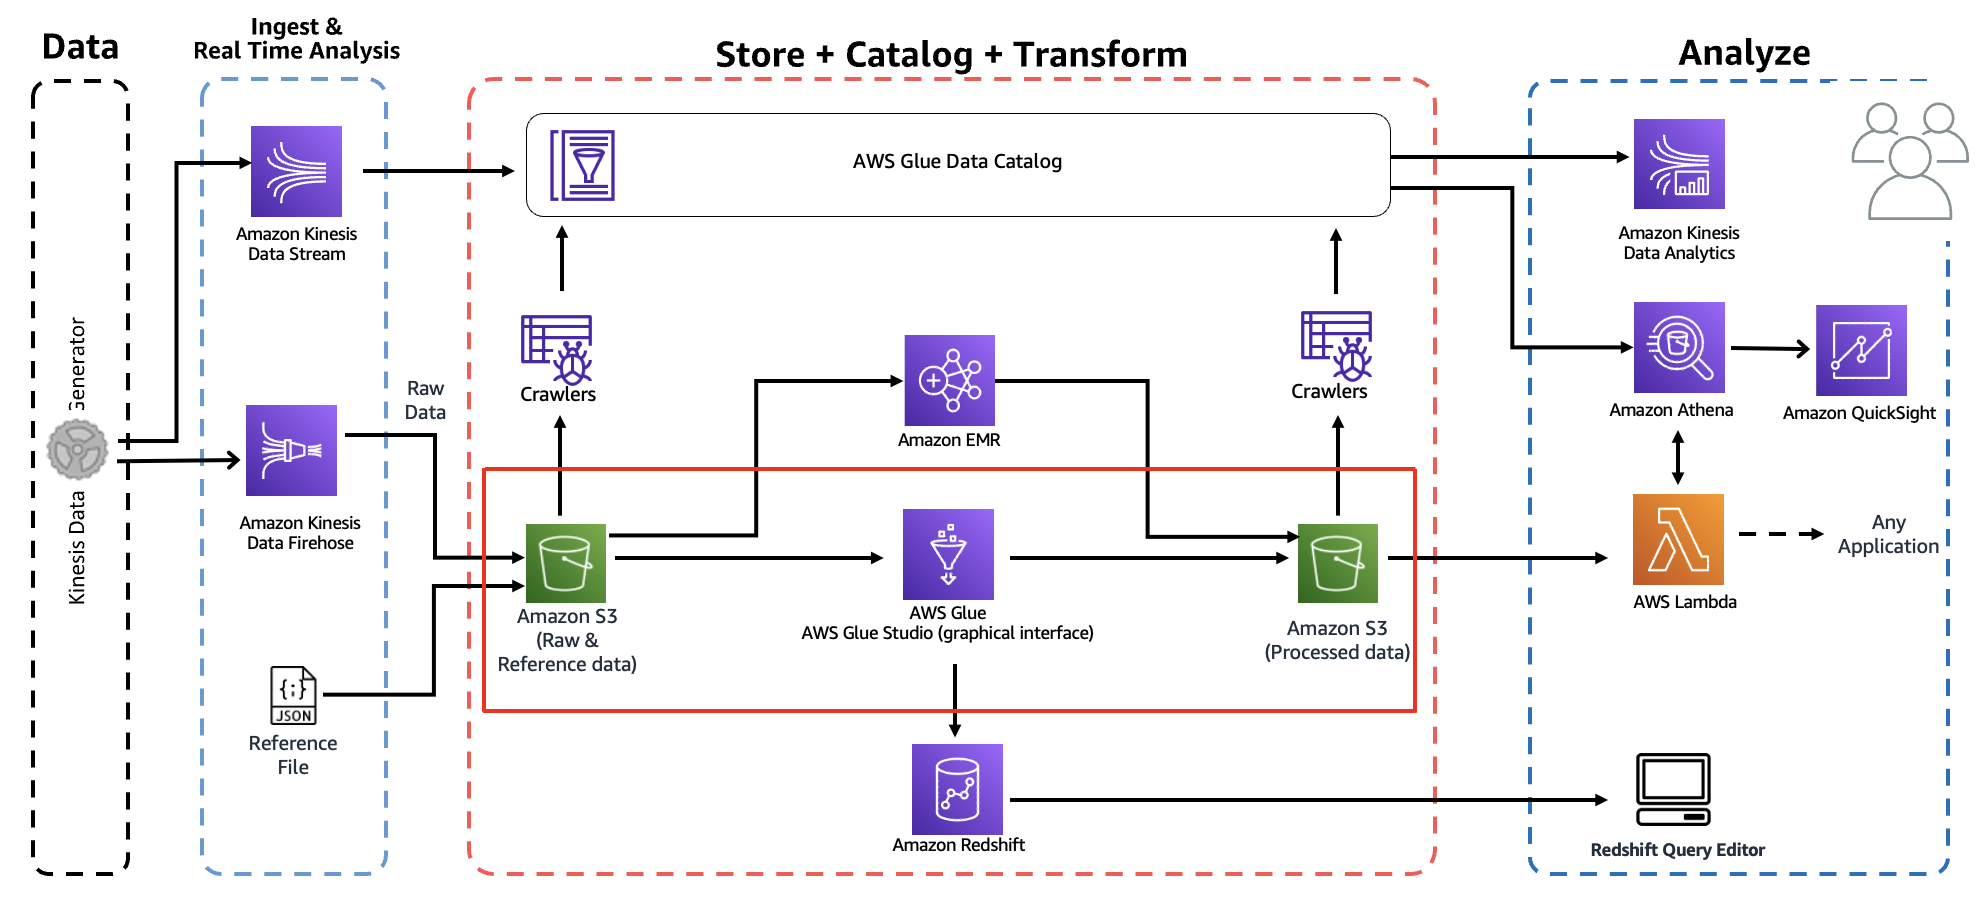 Data
Ingest &
Real Time Analysis
Store + Catalog + Transform
Analyze
Kinesis Data Generator
Amazon Kinesis
Data Stream
Amazon Kinesis
Data Firehose
Raw
Data
{;}
JSON
Reference
File
AWS Glue Data Catalog
Crawlers
Crawlers
Amazon EMR
Amazon S3
(Raw &
Reference data)
AWS Glue
AWS Glue Studio (graphical interface)
Amazon S3
(Processed data)
Amazon Redshift
Amazon Kinesis
Data Analytics
Amazon Athena
Amazon QuickSight
AWS Lambda
Any
Application
Redshift Query Editor